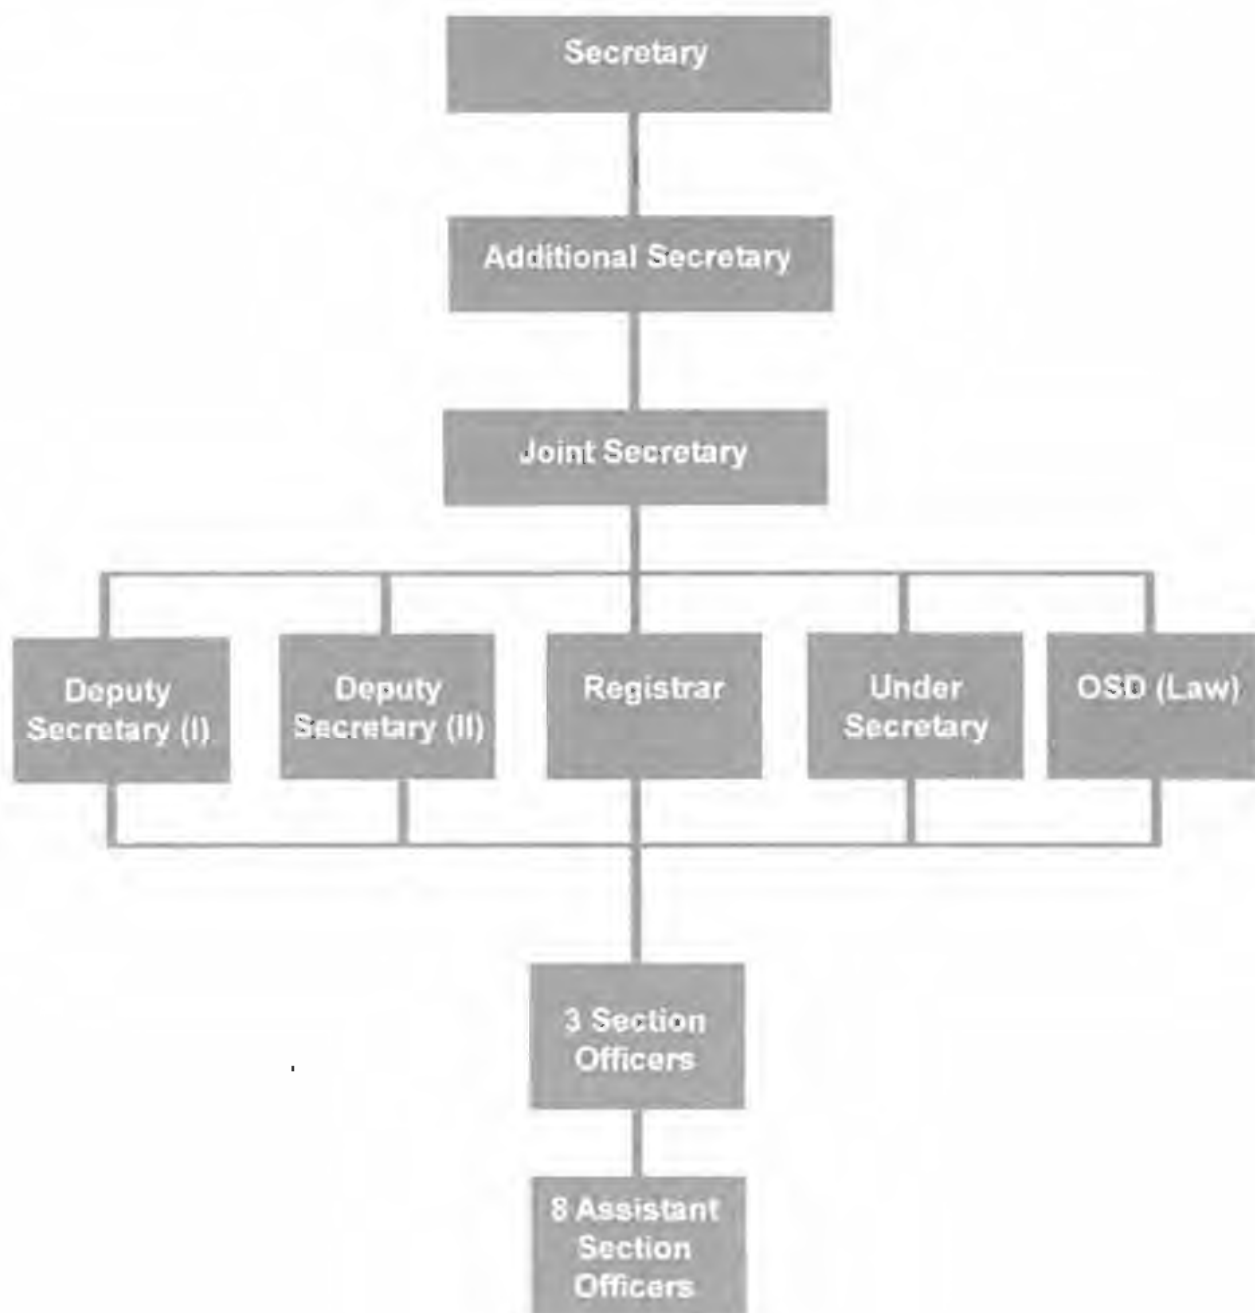 Secretary
Additional Secretary
Joint Secretary
Deputy
Secretary (I)
Deputy
Secretary (II)
Registrar
Under
Secretary
OSD (Law)
3 Section
Officers
8 Assistant
Section
Officers